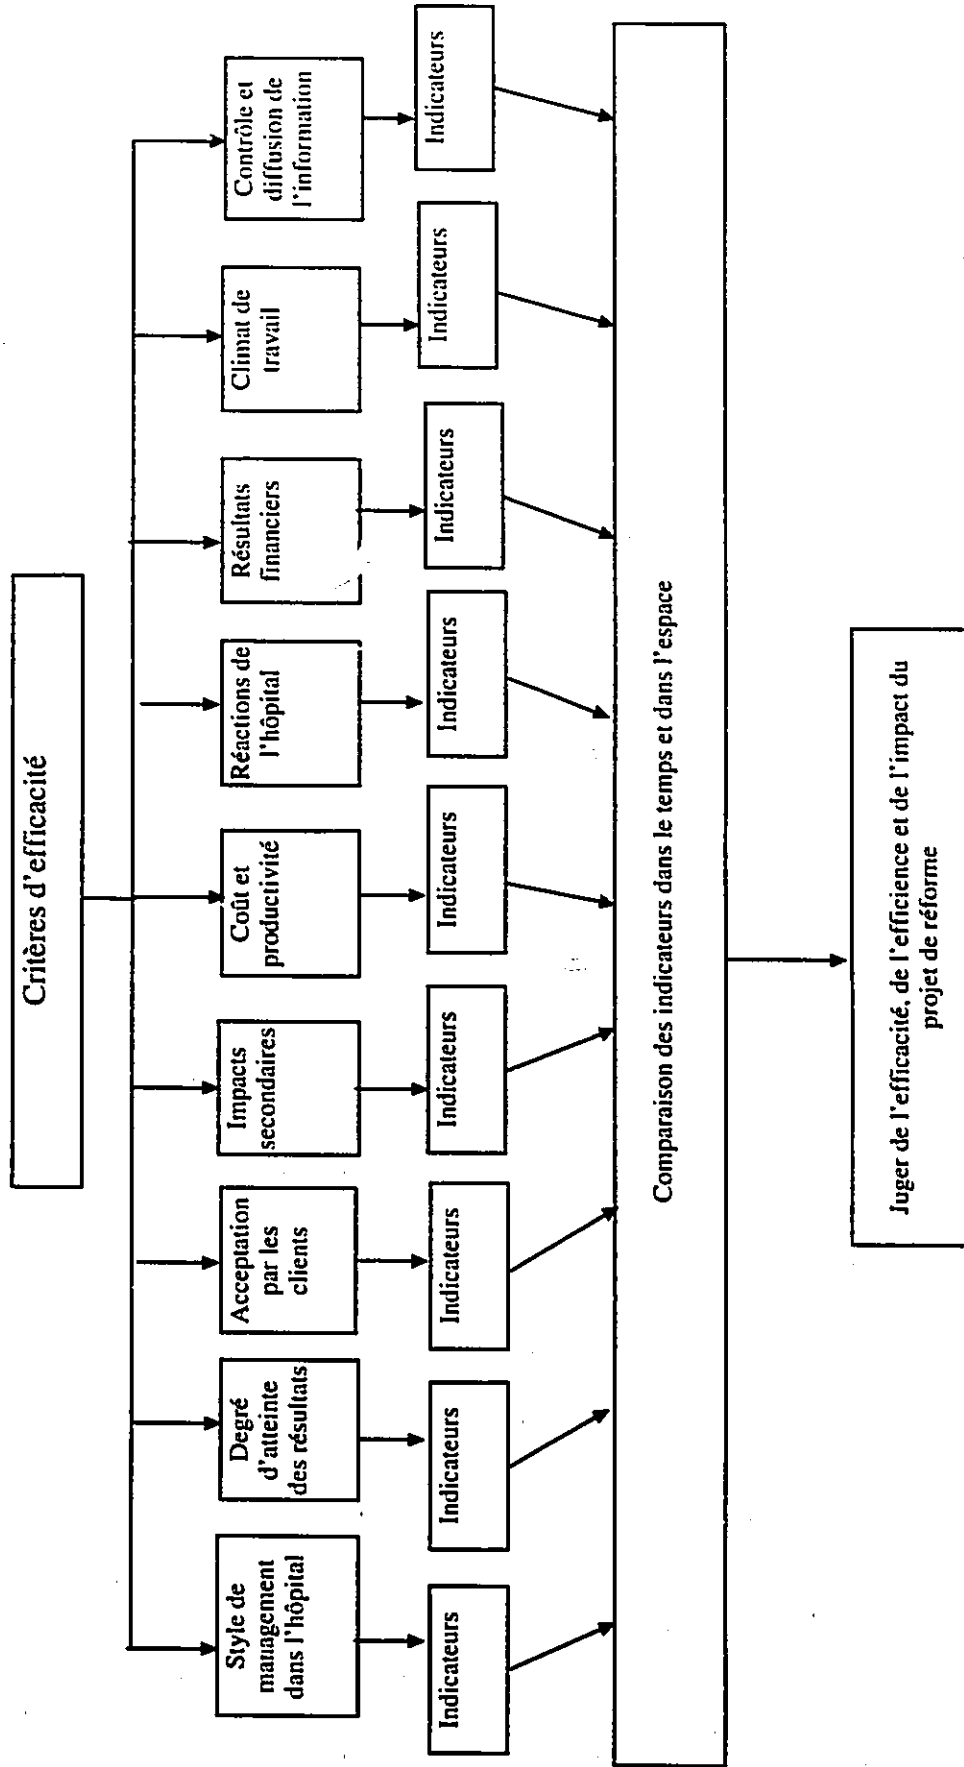 Critères d'efficacité
Style de
management
dans l'hôpital
Degré
d'atteinte
des résultats
Acceptation
par les
clients
Impacts
secondaires
Coût et
productivité
Réactions de
l'hôpital
Résultats
financiers
Climat de
travail
Contrôle et
diffusion de
l'information
Indicateurs
Indicateurs
Indicateurs
Indicateurs
Indicateurs
Indicateurs
Indicateurs
Indicateurs
Indicateurs
Comparaison des indicateurs dans le temps et dans l'espace
Juger de l'efficacité, de l'efficience et de l'impact du
projet de réforme